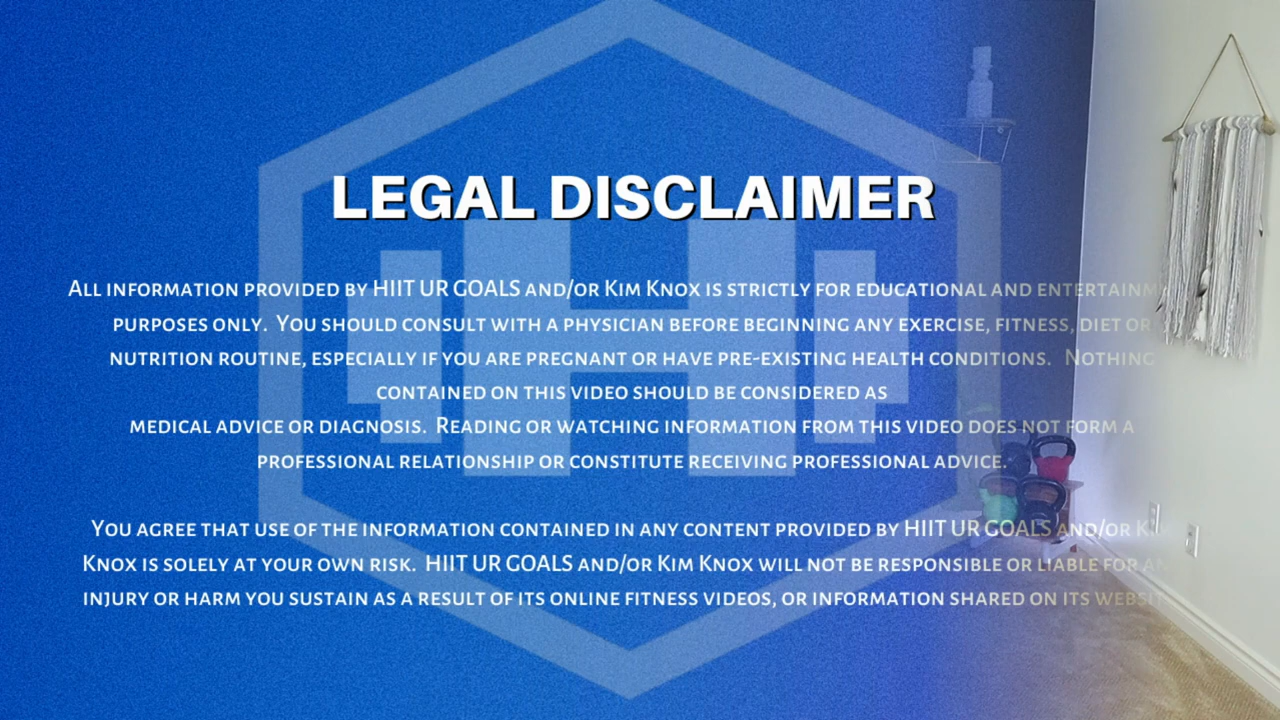 LEGAL DISCLAIMER
All information provided by HIIT UR GOALS and/or Kim Knox is strictly for educational and
purposes only. You should consult with a physician before beginning any exercise, fitness, diet or
nutrition routine, especially if you are pregnant or have pre-existing health conditions. Nothing
contained on this video should be considered as
medical advice or diagnosis. Reading or watching information from this video does not form a
professional relationship or constitute receiving professional advice.
You agree that use of the information contained in any content provided by HIIT UR GOALS and/or
Knox is solely at your own risk. HIIT UR GOALS and/or Kim Knox will not be responsible or liable for
injury or harm you sustain as a result of its online fitness videos, or information shared on its